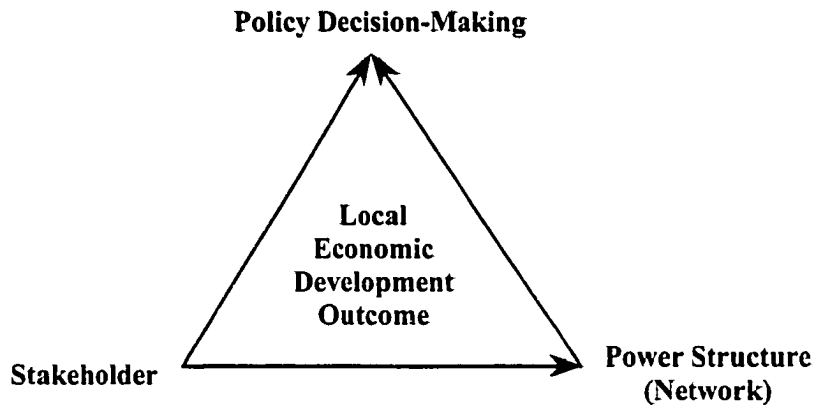 Policy Decision-Making
Local
Economic
Development
Outcome
Stakeholder
Power Structure
(Network)